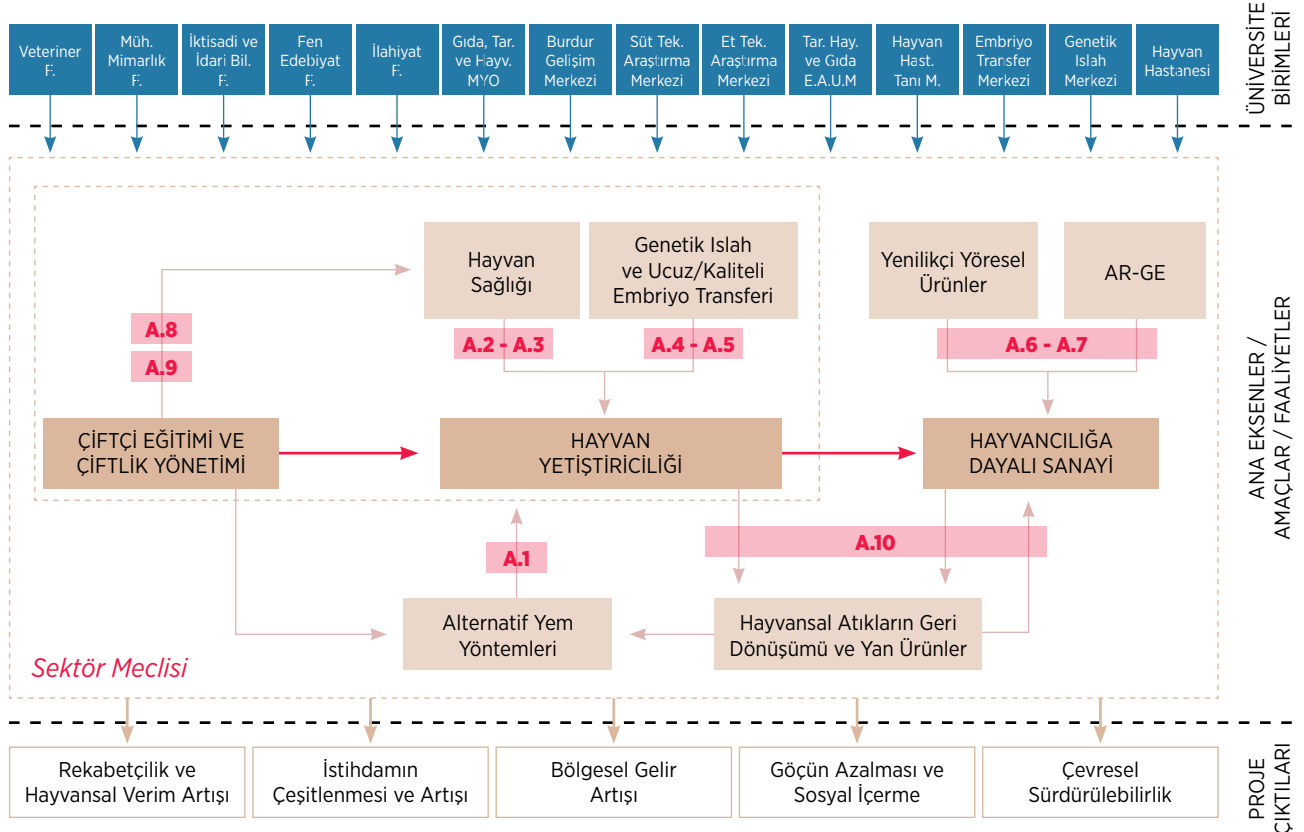 Veteriner
F.
Müh.
Mimarlık
F.
İktisadi ve
İdari Bil.
F.
Fen
Edebiyat
F.
İlahiyat
F.
Gıda, Tar.
ve Hayv.
MYO
Burdur
Gelişim
Merkezi
Süt Tek.
Araştırma
Merkezi
Et Tek.
Araştırma
Merkezi
Tar. Hay.
ve Gıda
E.A.U.M
Hayvan
Hast.
Tanı M.
Embriyo
Transfer
Merkezi
Genetik
Islah
Merkezi
Hayvan
Hastanesi
ÜNİVERSİTE
BİRİMLERİ
Hayvan
Sağlığı
Genetik Islah
ve Ucuz/Kaliteli
Embriyo Transferi
Yenilikçi Yöresel
Ürünler
AR-GE
A.8
A.9
A.2 - A.3
A.4 - A.5
A.6 - A.7
ÇİFTÇİ EĞİTİMİ VE
ÇİFTLİK YÖNETİMİ
HAYVAN
YETİŞTİRİCİLİĞİ
HAYVANCILIĞA
DAYALI SANAYİ
A.1
A.10
Alternatif Yem
Yöntemleri
Hayvansal Atıkların Geri
Dönüşümü ve Yan Ürünler
Sektör Meclisi
ANA EKSENLER /
AMAÇLAR / FAALİYETLER
Rekabetçilik ve
Hayvansal Verim Artışı
İstihdamın
Çeşitlenmesi ve Artışı
Bölgesel Gelir
Artışı
Göçün Azalması ve
Sosyal İçerme
Çevresel
Sürdürülebilirlik
PROJE
ÇIKTILARI